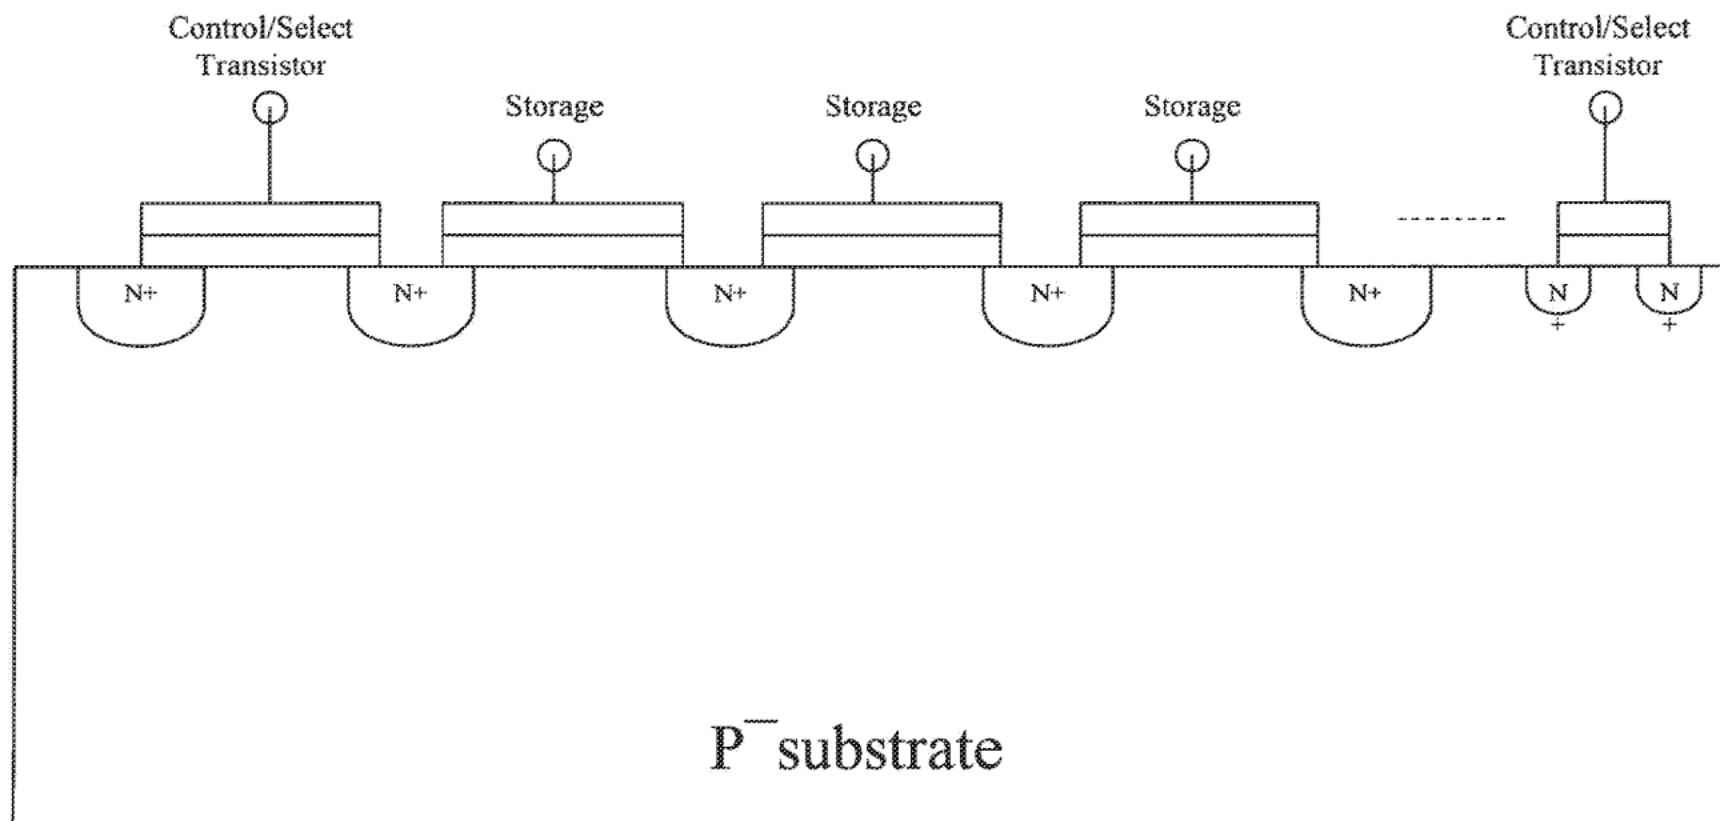 Control/Select
Transistor
Control/Select
Transistor
Storage
Storage
Storage
N+
N+
N+
N+
N+
N
+
N
+
P‾substrate